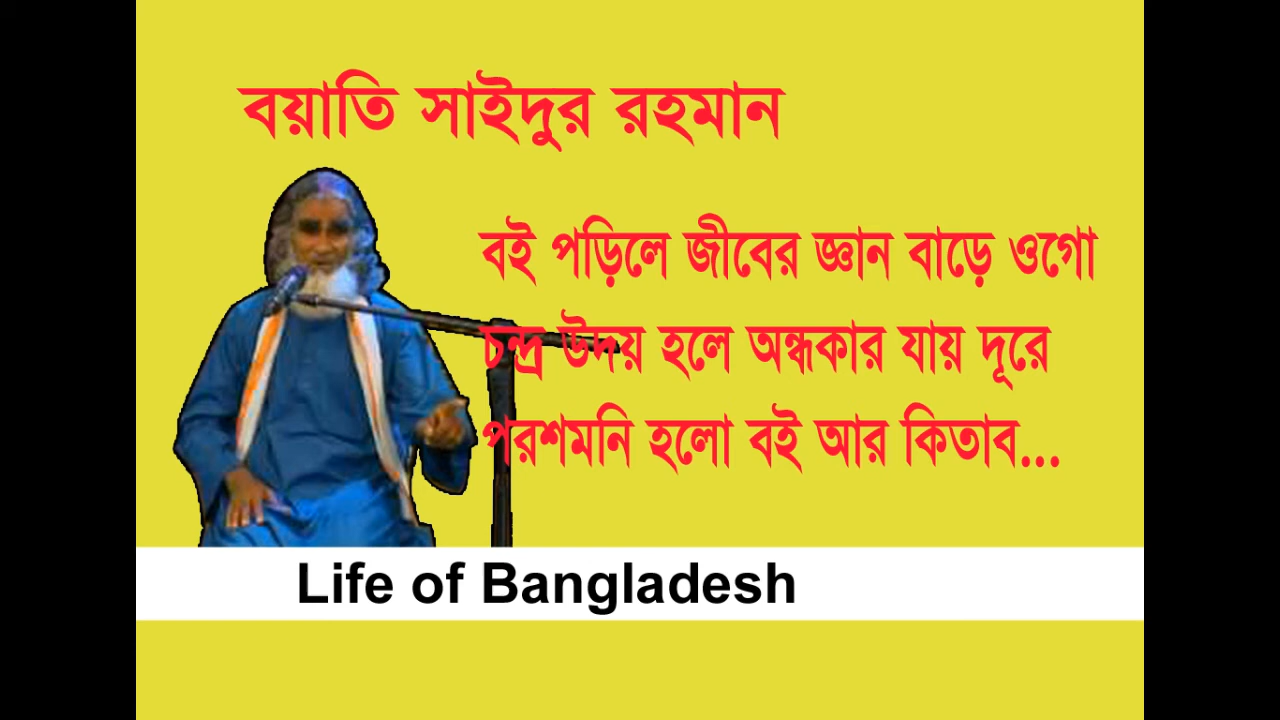 বয়াতি সাইদুর রহমান
বই পড়িলে জীবের জ্ঞান বাড়ে ওগো
চন্দ্র উদয় হলে অন্ধকার যায় দূরে
পরশমনি হলো বই আর কিতাব...
Life of Bangladesh